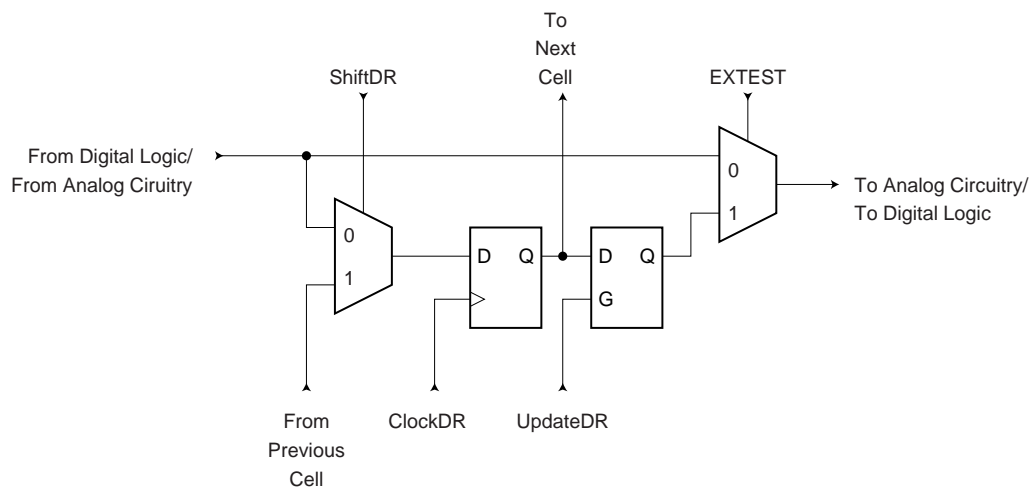 To
Next
Cell
ShiftDR
EXTEST
From Digital Logic/
From Analog Ciruitry
0
1
To Analog Circuitry/
To Digital Logic
0
1
D Q
D Q
G
From
Previous
Cell
ClockDR
UpdateDR